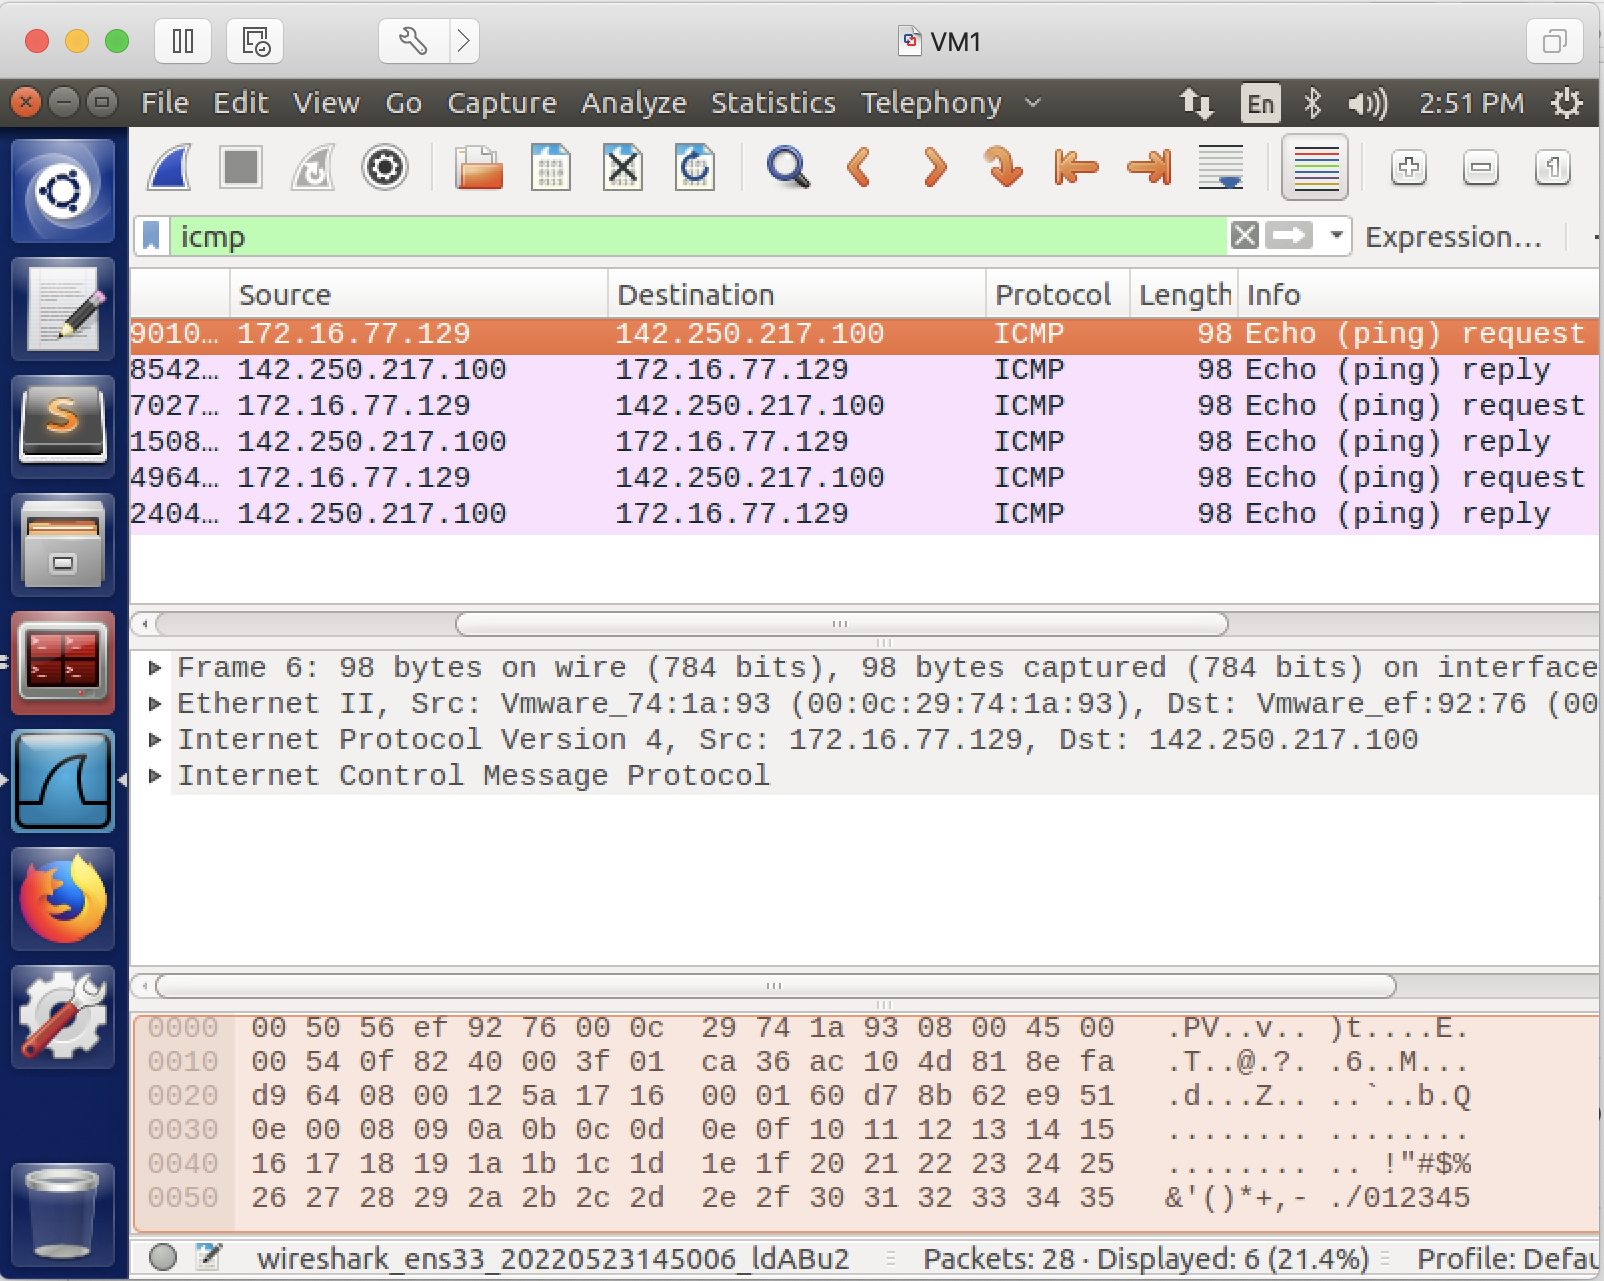 VM1
File Edit View Go Capture Analyze Statistics Telephony En 2:51 PM
icmp Expression…
Source Destination Protocol Length Info
9010… 172.16.77.129 142.250.217.100 ICMP 98 Echo (ping) request
8542… 142.250.217.100 172.16.77.129 ICMP 98 Echo (ping) reply
7027… 172.16.77.129 142.250.217.100 ICMP 98 Echo (ping) request
1508… 142.250.217.100 172.16.77.129 ICMP 98 Echo (ping) reply
4964… 172.16.77.129 142.250.217.100 ICMP 98 Echo (ping) request
2404… 142.250.217.100 172.16.77.129 ICMP 98 Echo (ping) reply
Frame 6: 98 bytes on wire (784 bits), 98 bytes captured (784 bits) on interface
Ethernet II, Src: Vmware_74:1a:93 (00:0c:29:74:1a:93), Dst: Vmware_ef:92:76 (00
Internet Protocol Version 4, Src: 172.16.77.129, Dst: 142.250.217.100
Internet Control Message Protocol
0000 00 50 56 ef 92 76 00 0c 29 74 1a 93 08 00 45 00 .PV..v.. )t....E.
0010 00 54 0f 82 40 00 3f 01 ca 36 ac 10 4d 81 8e fa .T..@.?. .6..M...
0020 d9 64 08 00 12 5a 17 16 00 01 60 d7 8b 62 e9 51 .d...Z.. ..`..b.Q
0030 0e 00 08 09 0a 0b 0c 0d 0e 0f 10 11 12 13 14 15 ........ ........
0040 16 17 18 19 1a 1b 1c 1d 1e 1f 20 21 22 23 24 25 ........ .. !"#$%
0050 26 27 28 29 2a 2b 2c 2d 2e 2f 30 31 32 33 34 35 &'()*+,- ./012345
wireshark_ens33_20220523145006_ldABu2 Packets: 28 · Displayed: 6 (21.4%) Profile: Defau